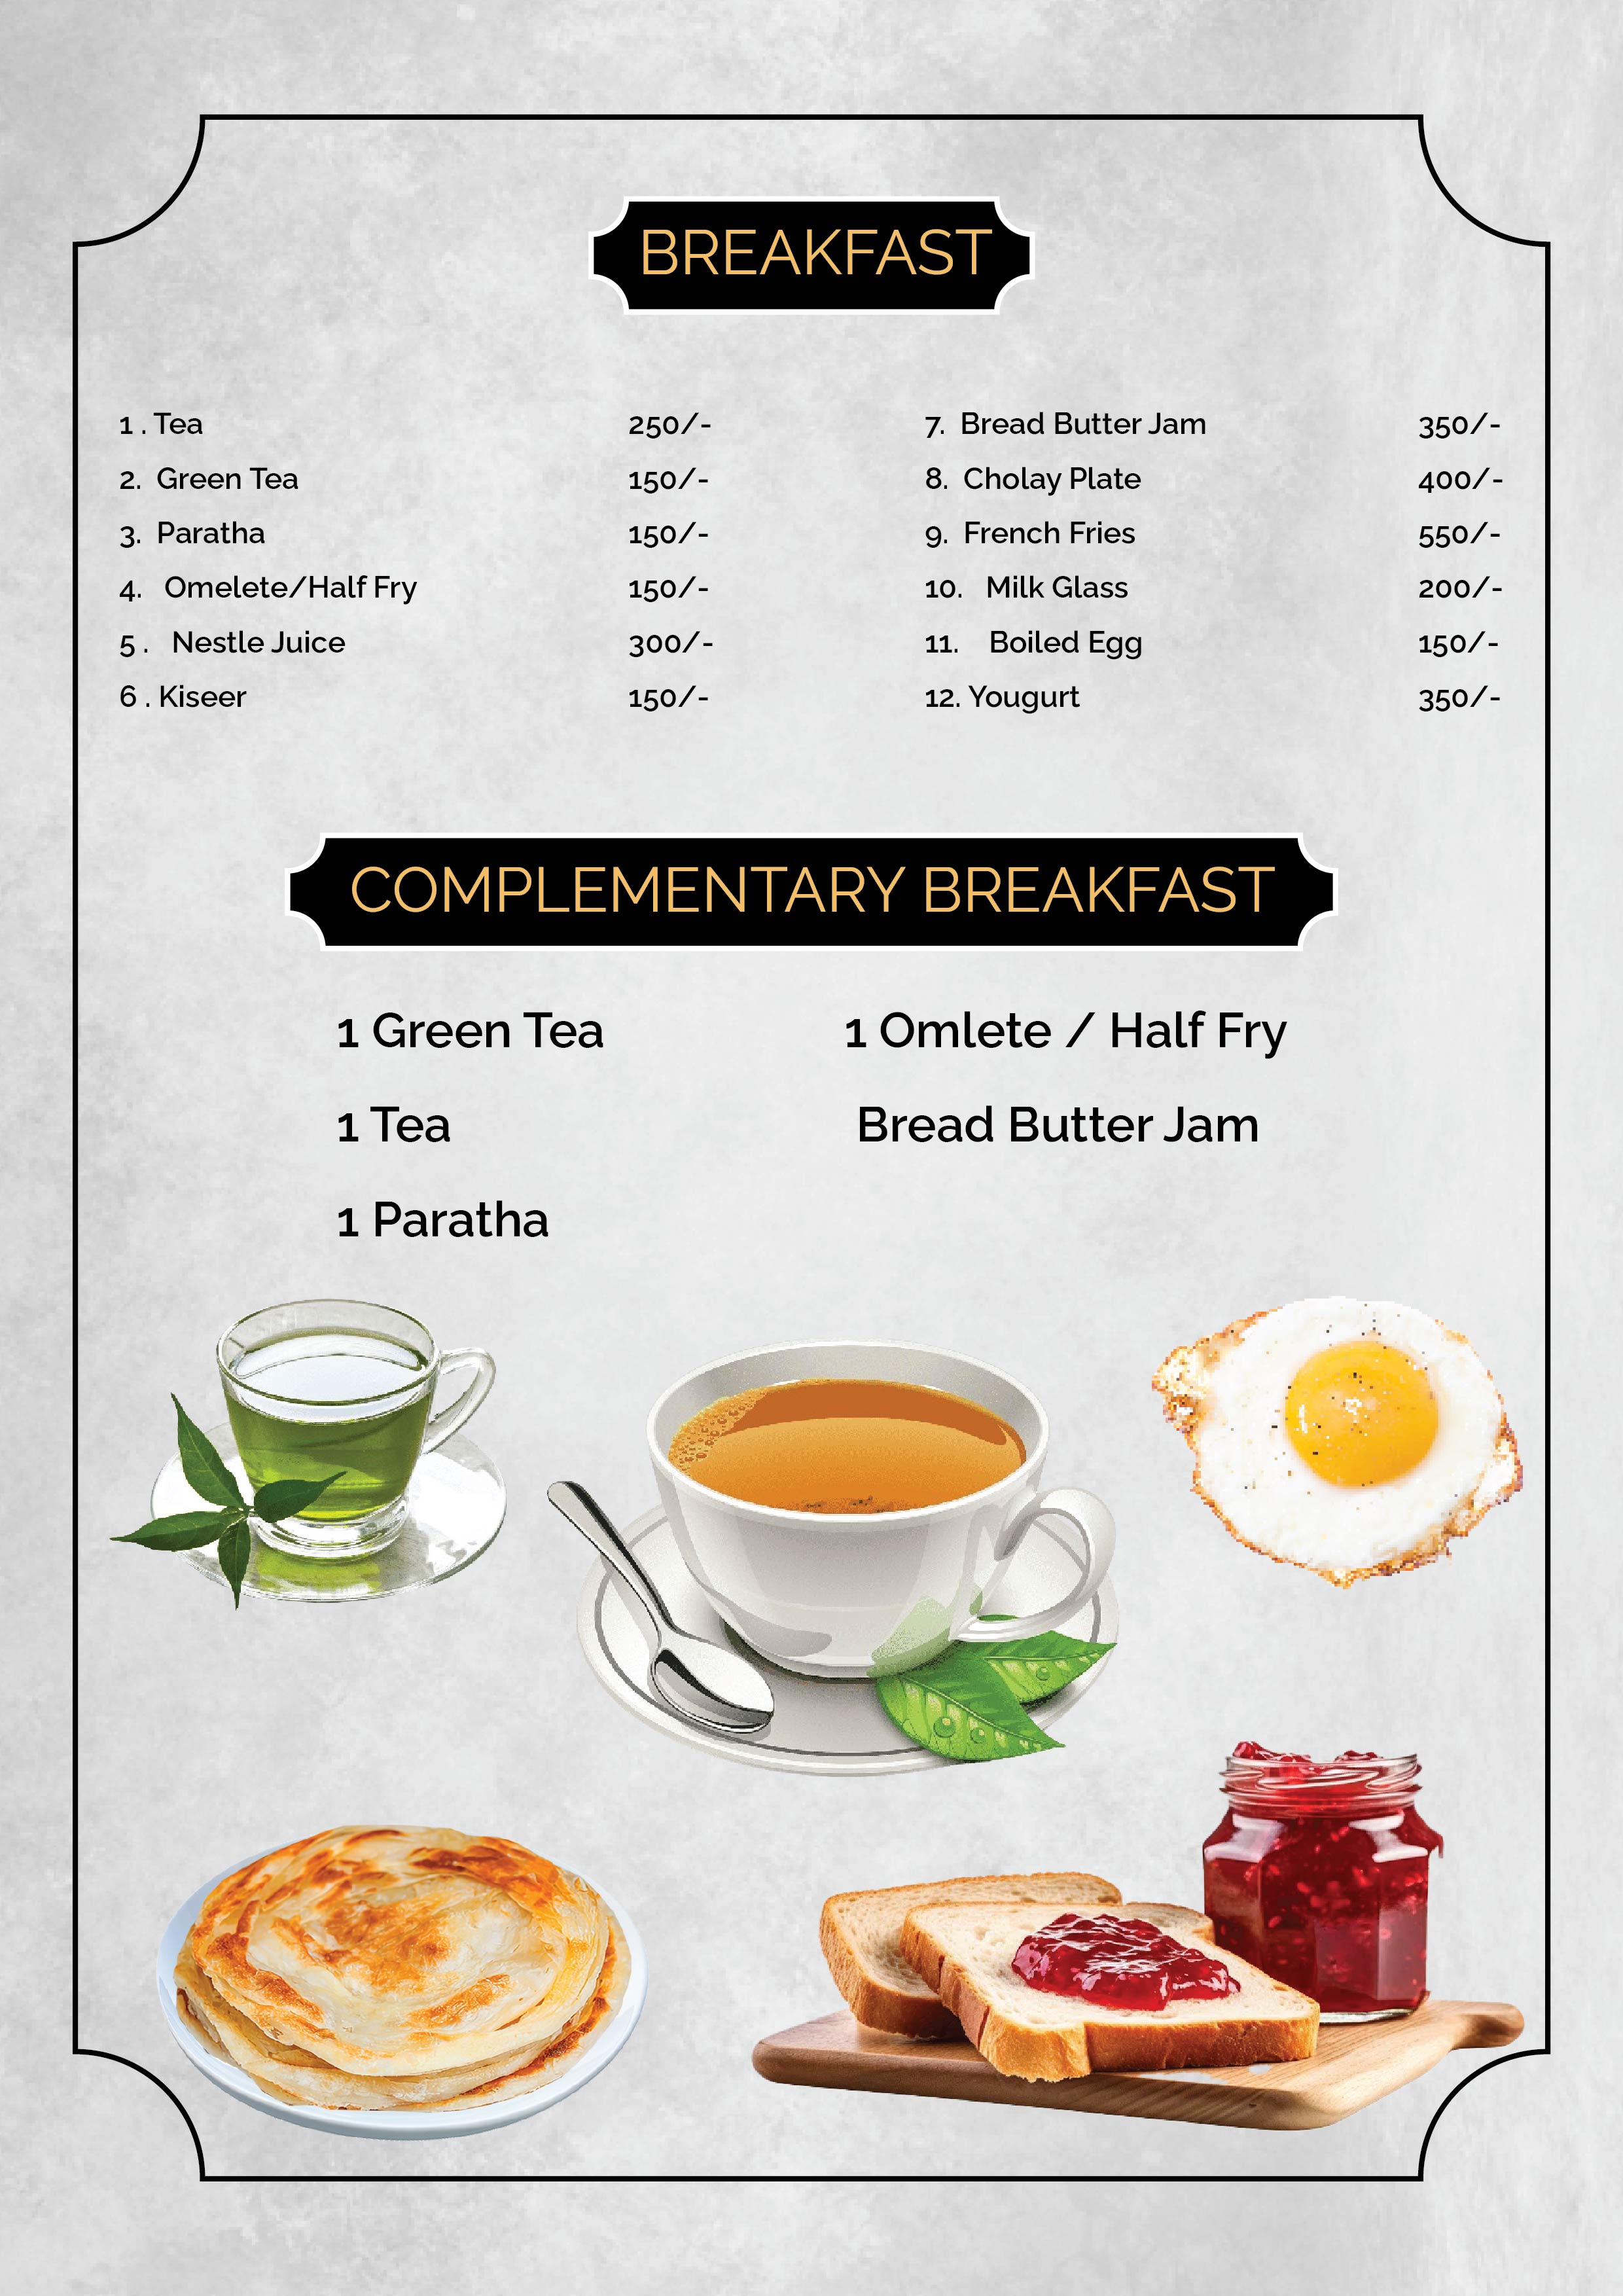 BREAKFAST
1 . Tea 250/-
2. Green Tea 150/-
3. Paratha 150/-
4. Omelete/Half Fry 150/-
5 . Nestle Juice 300/-
6 . Kiseer 150/-
7. Bread Butter Jam 350/-
8. Cholay Plate 400/-
9. French Fries 550/-
10. Milk Glass 200/-
11. Boiled Egg 150/-
12. Yougurt 350/-
COMPLEMENTARY BREAKFAST
1 Green Tea
1 Tea
1 Paratha
1 Omlete / Half Fry
Bread Butter Jam